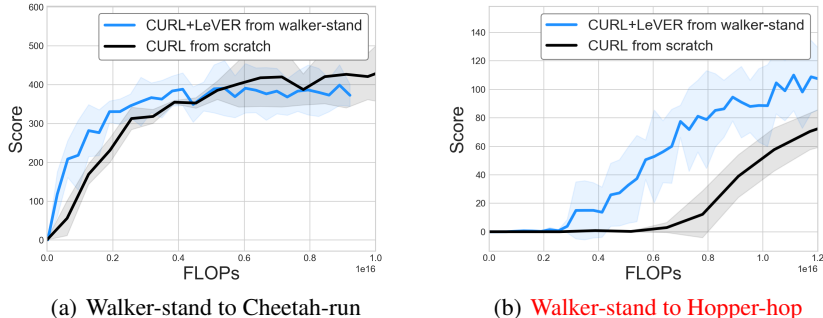 600
500
400
300
200
100
0
Score
CURL+LeVER from walker-stand
CURL from scratch
0.0 0.2 0.4 0.6 0.8 1.0
1e16
FLOPs
(a) Walker-stand to Cheetah-run
140
120
100
80
60
40
20
0
Score
CURL+LeVER from walker-stand
CURL from scratch
0.0 0.2 0.4 0.6 0.8 1.0 1.2
1e16
FLOPs
(b) Walker-stand to Hopper-hop